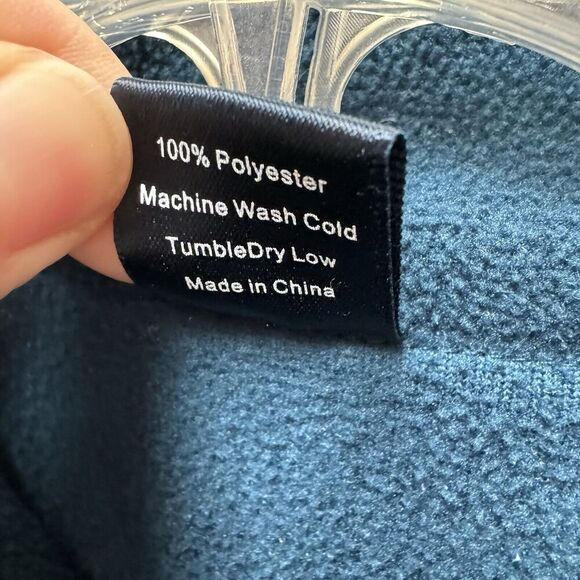 100% Polyester
Machine Wash Cold
TumbleDry Low
Made in China